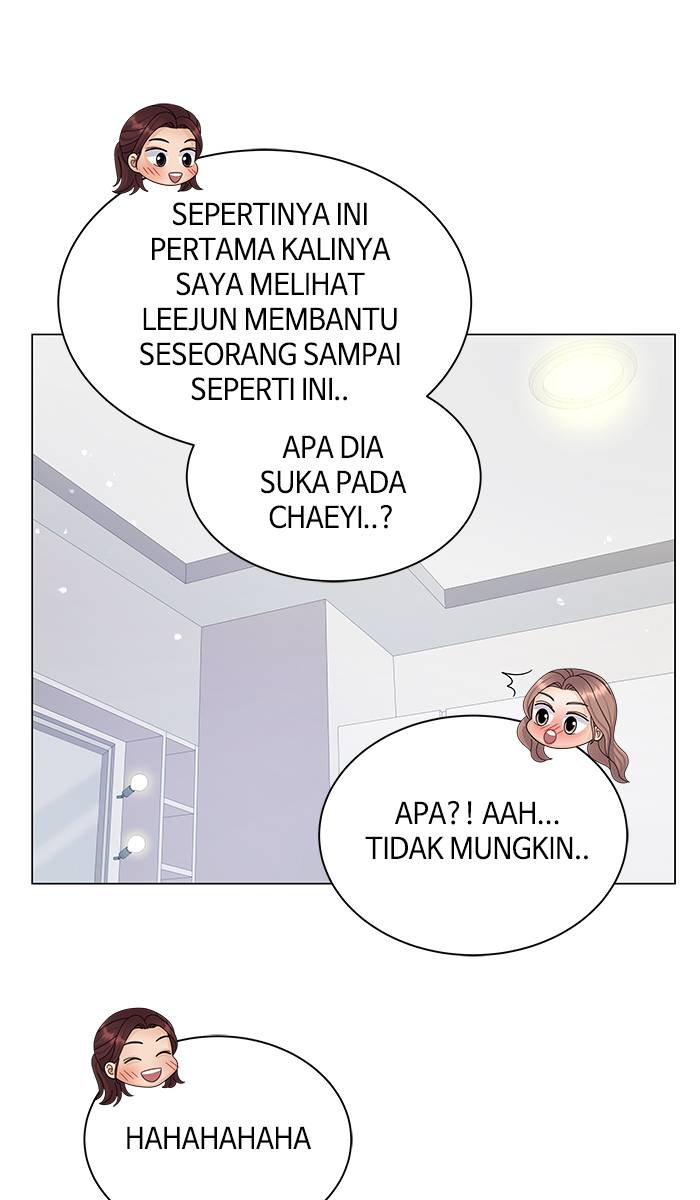 SEPERTINYA INI
PERTAMA KALINYA
SAYA MELIHAT
LEEJUN MEMBANTU
SESEORANG SAMPAI
SEPERTI INI..
APA DIA
SUKA PADA
CHAEYI..?
APA?! AAH...
TIDAK MUNGKIN..
HAHAHAHAHA